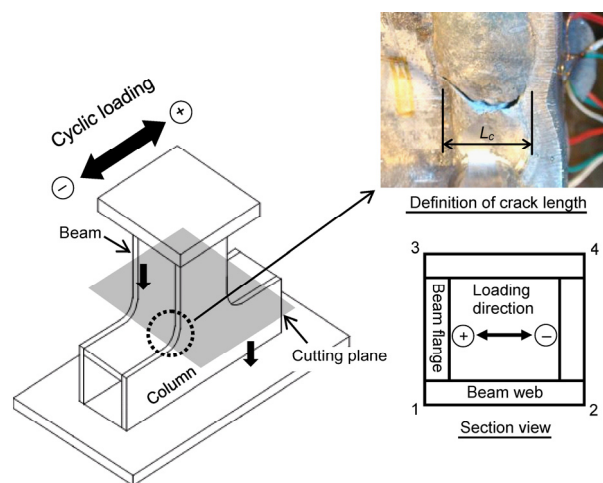 Cyclic loading
+
−
Beam
Column
Cutting plane
L_c
Definition of crack length
3
4
Beam flange
Loading
direction
+
−
Beam web
1
2
Section view